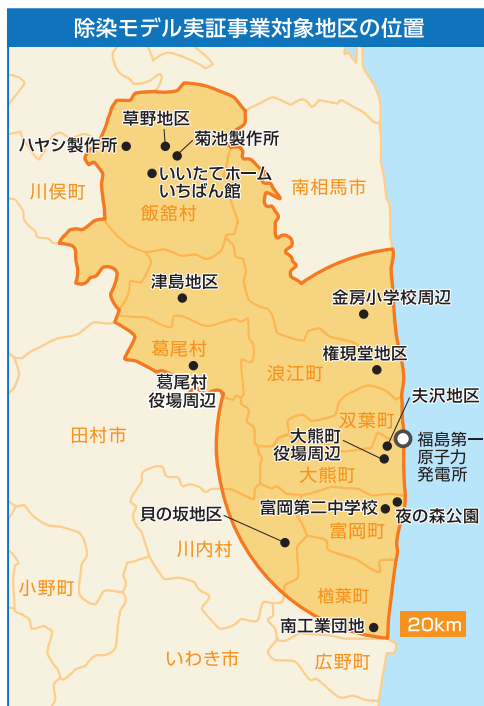 除染モデル実証事業対象地区の位置
草野地区
菊池製作所
ハヤシ製作所
いいたてホーム
いちばん館
川俣町
飯舘村
南相馬市
津島地区
金房小学校周辺
葛尾村
権現堂地区
浪江町
葛尾村
役場周辺
夫沢地区
双葉町
田村市
大熊町
役場周辺
福島第一
原子力
発電所
大熊町
富岡第二中学校
夜の森公園
貝の坂地区
富岡町
川内村
小野町
楢葉町
南工業団地
20km
いわき市
広野町